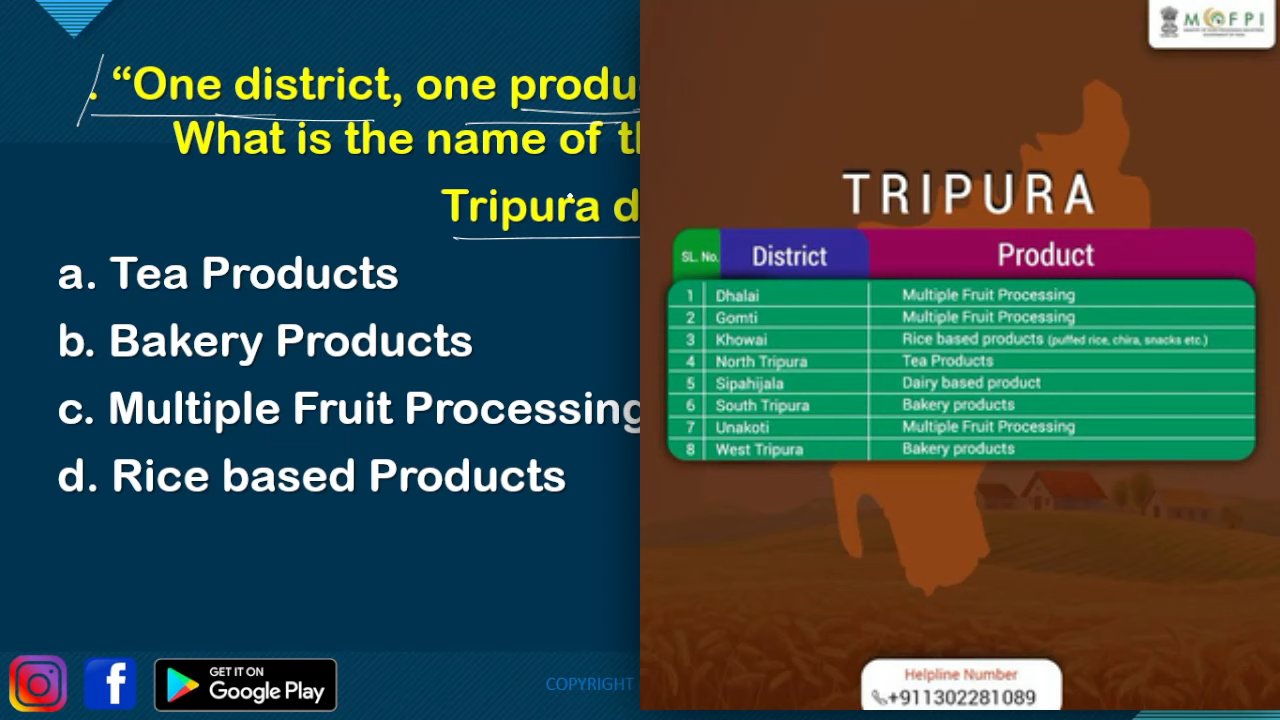 . “One district, one produ
What is the name of th
Tripura d
a. Tea Products
b. Bakery Products
c. Multiple Fruit Processing
d. Rice based Products
GET IT ON
Google Play
COPYRIGHT
MOFPI
TRIPURA
SL. No. District Product
1 Dhalai Multiple Fruit Processing
2 Gomti Multiple Fruit Processing
3 Khowai Rice based products (puffed rice, chira, snacks etc.)
4 North Tripura Tea Products
5 Sipahijala Dairy based product
6 South Tripura Bakery products
7 Unakoti Multiple Fruit Processing
8 West Tripura Bakery products
Helpline Number
+911302281089